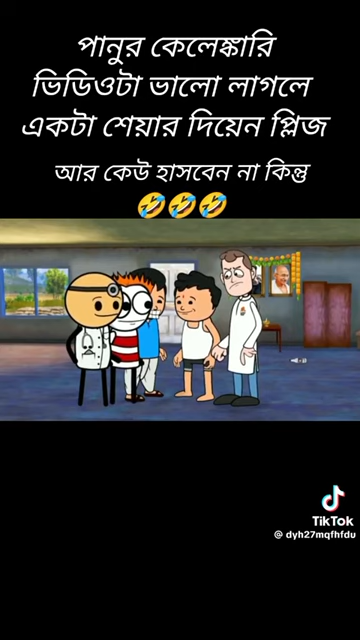 পানুর কেলেঙ্কারি
ভিডিওটা ভালো লাগলে
একটা শেয়ার দিয়েন প্লিজ
আর কেউ হাসবেন না কিন্তু
🤣🤣🤣
TikTok
@ dyh27mqfhfdu